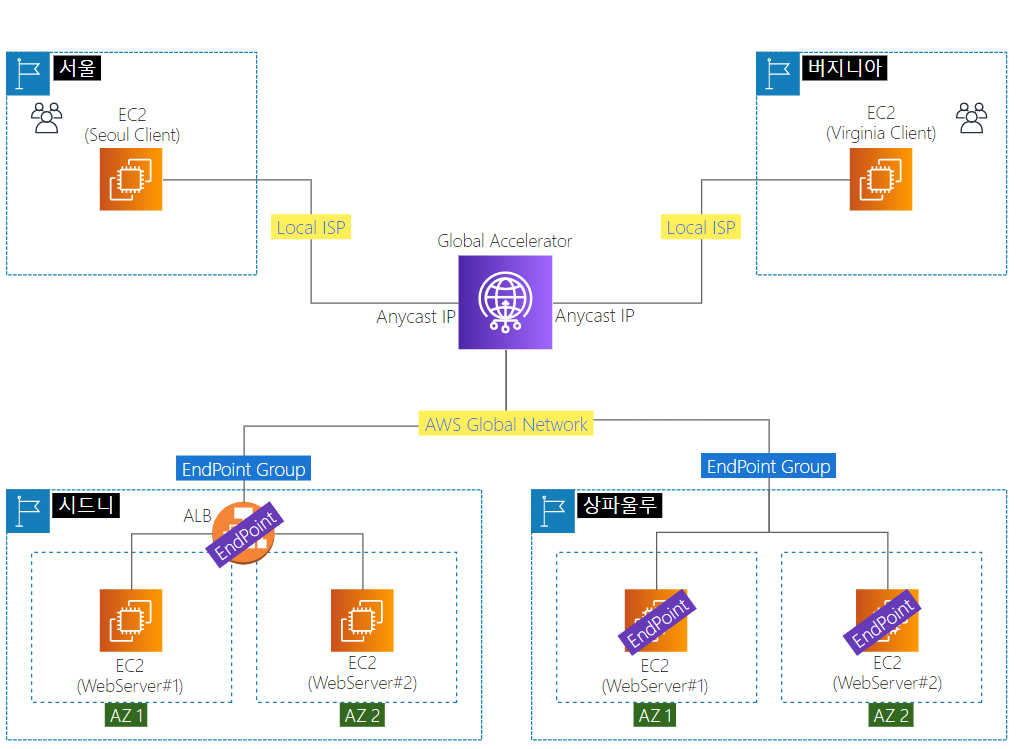 서울
EC2
(Seoul Client)
버지니아
EC2
(Virginia Client)
Local ISP
Local ISP
Global Accelerator
Anycast IP
Anycast IP
AWS Global Network
EndPoint Group
EndPoint Group
시드니
ALB
EndPoint
EC2
(WebServer#1)
AZ 1
EC2
(WebServer#2)
AZ 2
상파울루
EndPoint
EC2
(WebServer#1)
AZ 1
EndPoint
EC2
(WebServer#2)
AZ 2